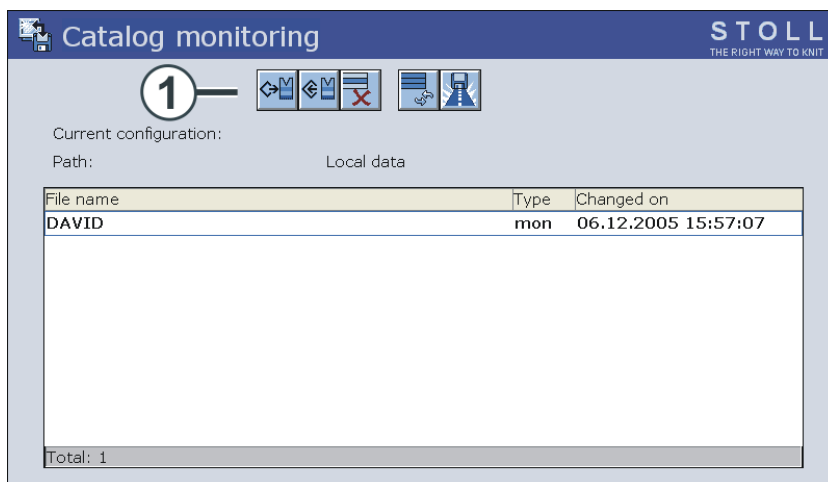 Catalog monitoring
STOLL
THE RIGHT WAY TO KNIT
1
Current configuration:
Path: Local data
File name Type Changed on
DAVID mon 06.12.2005 15:57:07
Total: 1